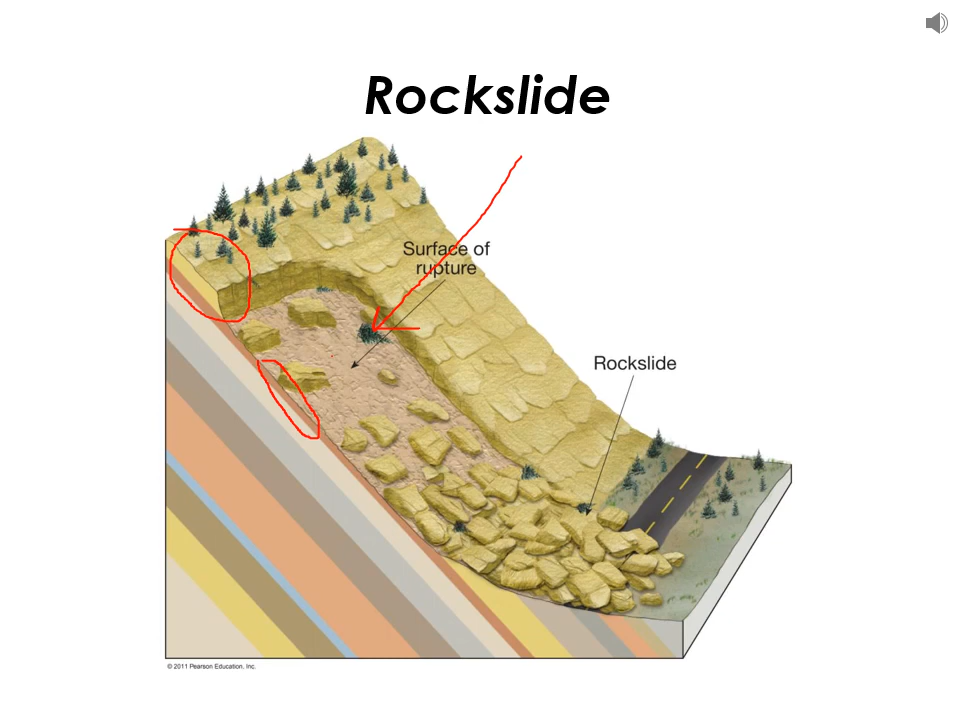 Rockslide
Surface of
rupture
Rockslide
© 2011 Pearson Education, Inc.